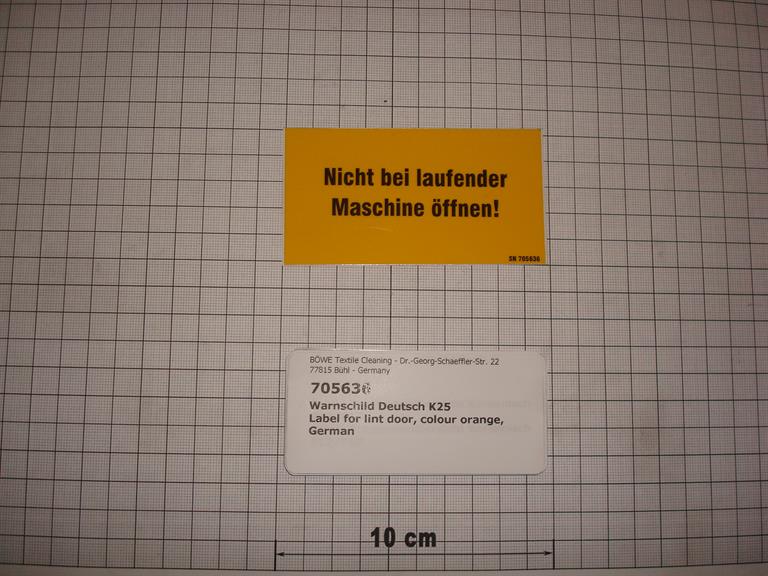 Nicht bei laufender
Maschine öffnen!
SN 705636
BÖWE Textile Cleaning - Dr.-Georg-Schaeffler-Str. 22
77815 Bühl - Germany
705636
Warnschild Deutsch K25
Label for lint door, colour orange,
German
10 cm